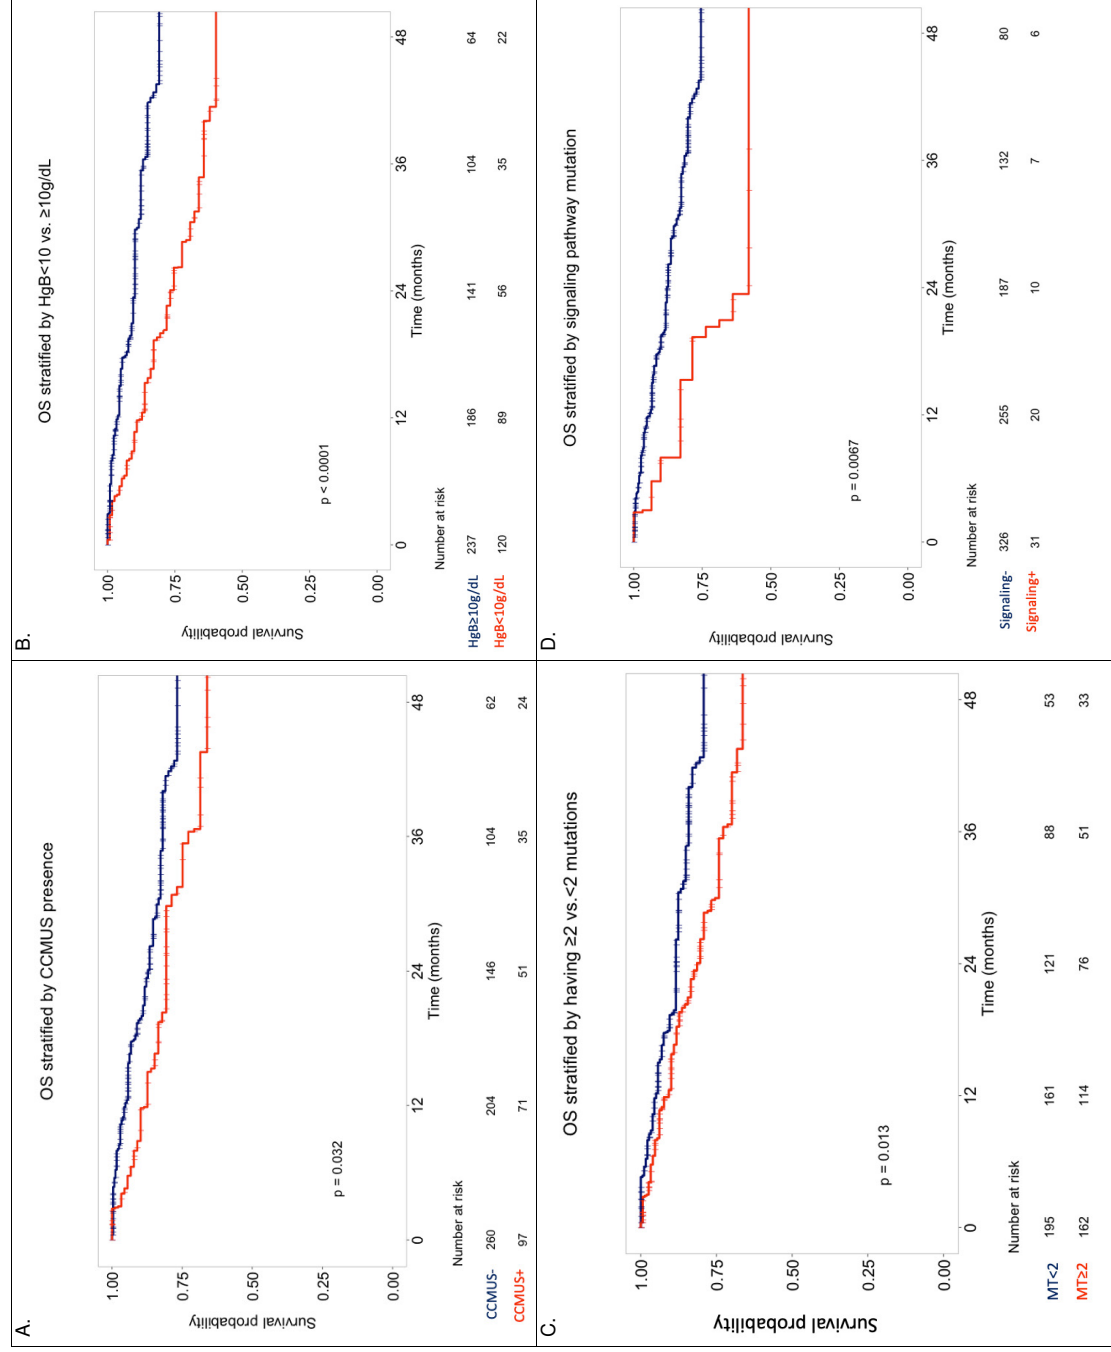 A.
OS stratified by CCMUS presence
Survival probability
1.00
0.75
0.50
0.25
0.00
p = 0.032
0 12 24 36 48
Time (months)
Number at risk
CCMUS- 260 204 146 104 62
CCMUS+ 97 71 51 35 24
B.
OS stratified by HgB<10 vs. ≥10g/dL
Survival probability
1.00
0.75
0.50
0.25
0.00
p < 0.0001
0 12 24 36 48
Time (months)
Number at risk
HgB≥10g/dL 237 186 141 104 64
HgB<10g/dL 120 89 56 35 22
C.
OS stratified by having ≥2 vs.<2 mutations
Survival probability
1.00
0.75
0.50
0.25
0.00
p = 0.013
0 12 24 36 48
Time (months)
Number at risk
MT<2 195 161 121 88 53
MT≥2 162 114 76 51 33
D.
OS stratified by signaling pathway mutation
Survival probability
1.00
0.75
0.50
0.25
0.00
p = 0.0067
0 12 24 36 48
Time (months)
Number at risk
Signaling- 326 255 187 132 80
Signaling+ 31 20 10 7 6